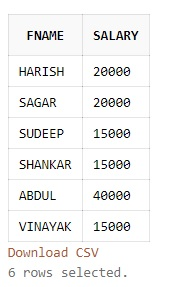 FNAME SALARY
HARISH 20000
SAGAR 20000
SUDEEP 15000
SHANKAR 15000
ABDUL 40000
VINAYAK 15000
Download CSV
6 rows selected.